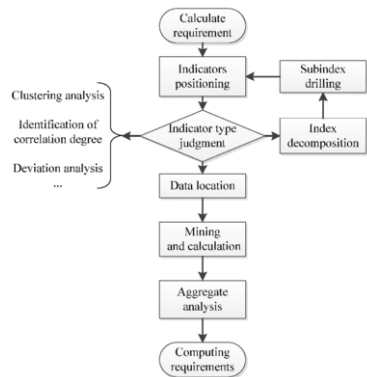 Calculate
requirement
Indicators
positioning
Subindex
drilling
Clustering analysis
Identification of
correlation degree
Deviation analysis
...
Indicator type
judgment
Index
decomposition
Data location
Mining
and calculation
Aggregate
analysis
Computing
requirements